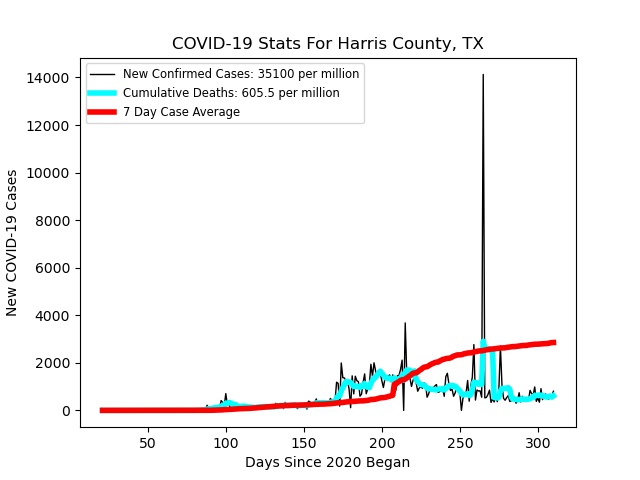 COVID-19 Stats For Harris County, TX
New Confirmed Cases: 35100 per million
Cumulative Deaths: 605.5 per million
7 Day Case Average
14000
12000
10000
8000
6000
4000
2000
0
New COVID-19 Cases
50 100 150 200 250 300
Days Since 2020 Began